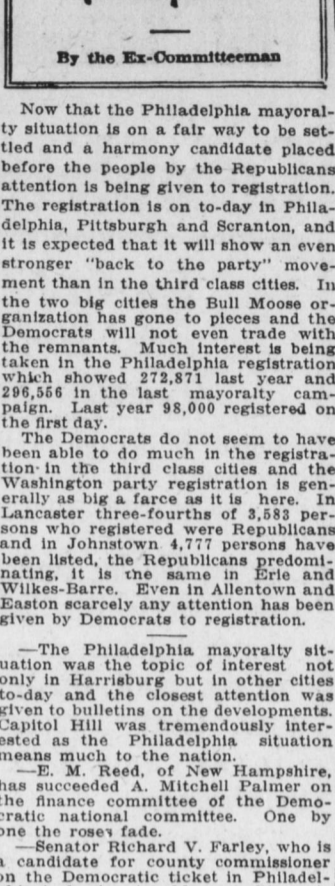 By the Ex-Committeeman
Now that the Philadelphia mayoral-
ty situation is on a fair way to be set-
tled and a harmony candidate placed
before the people by the Republicans
attention is being given to registration.
The registration is on to-day in Phila-
delphia, Pittsburgh and Scranton, and
it is expected that it will show an even
stronger "back to the party" move-
ment than in the third class cities. In
the two big cities the Bull Moose or-
ganization has gone to pieces and the
Democrats will not even trade with
the remnants. Much interest is being
taken in the Philadelphia registration
which showed 272,871 last year and
296,556 in the last mayoralty cam-
paign. Last year 98,000 registered on
the first day.
The Democrats do not seem to have
been able to do much in the registra-
tion in the third class cities and the
Washington party registration is gen-
erally as big a farce as it is here. In
Lancaster three-fourths of 3,583 per-
sons who registered were Republicans
and in Johnstown 4,777 persons have
been listed, the Republicans predomi-
nating, it is the same in Erie and
Wilkes-Barre. Even in Allentown and
Easton scarcely any attention has been
given by Democrats to registration.
—The Philadelphia mayoralty sit-
uation was the topic of interest not
only in Harrisburg but in other cities
to-day and the closest attention was
given to bulletins on the developments.
Capitol Hill was tremendously inter-
ested as the Philadelphia situation
means much to the nation.
—E. M. Reed, of New Hampshire,
has succeeded A. Mitchell Palmer on
the finance committee of the Demo-
cratic national committee. One by
one the roses fade.
—Senator Richard V. Farley, who is
a candidate for county commissioner
on the Democratic ticket in Philadel-